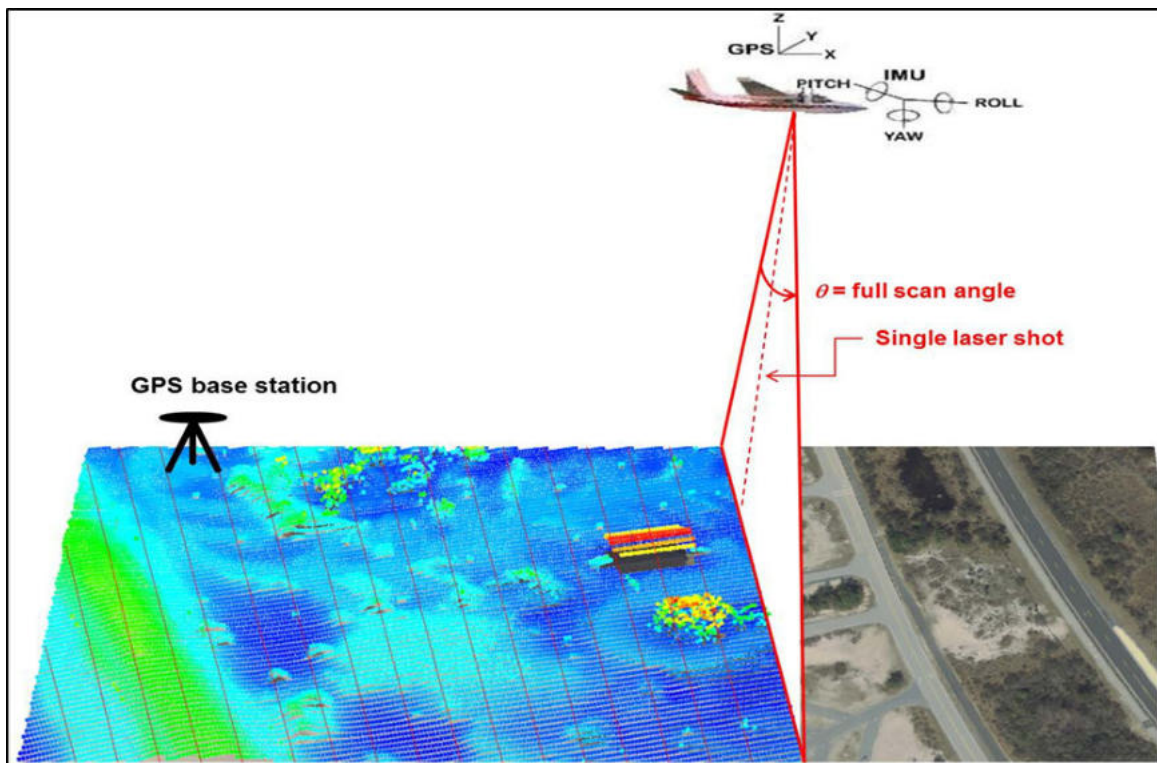 Z
Y
GPS
X
PITCH
IMU
ROLL
YAW
θ = full scan angle
Single laser shot
GPS base station